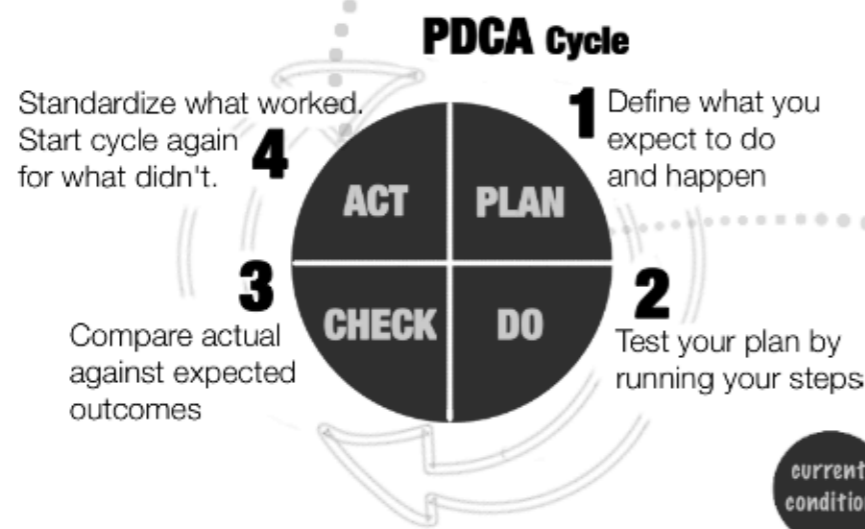 PDCA Cycle
1
Define what you
expect to do
and happen
2
Test your plan by
running your steps
3
Compare actual
against expected
outcomes
4
Standardize what worked.
Start cycle again
for what didn't.
ACT
PLAN
CHECK
DO
current